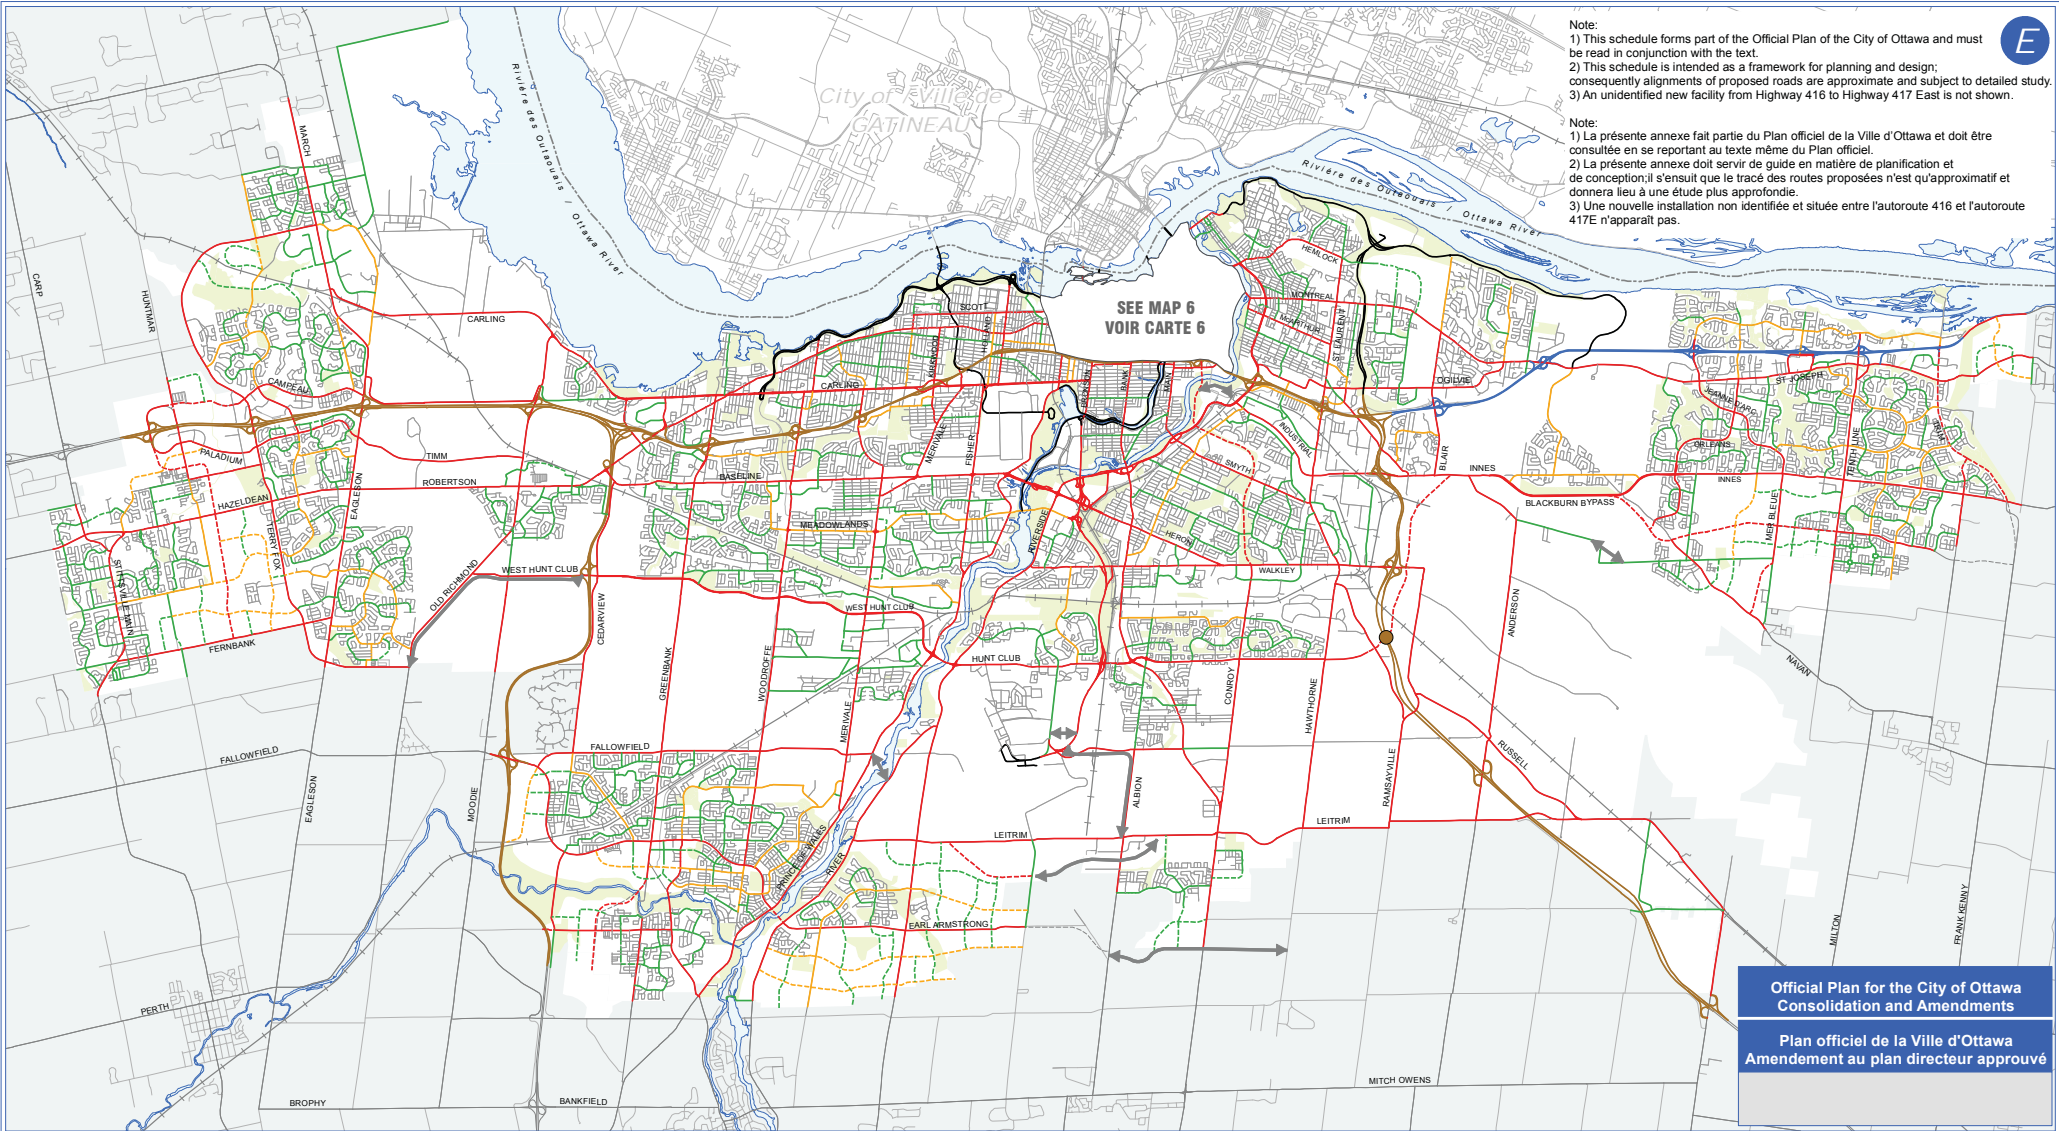 Note:
1) This schedule forms part of the Official Plan of the City of Ottawa and must
be read in conjunction with the text.
2) This schedule is intended as a framework for planning and design;
consequently alignments of proposed roads are approximate and subject to detailed study.
3) An unidentified new facility from Highway 416 to Highway 417 East is not shown.
Note:
1) La présente annexe fait partie du Plan officiel de la Ville d'Ottawa et doit être
consultée en se reportant au texte même du Plan officiel.
2) La présente annexe doit servir de guide en matière de planification et
de conception;il s'ensuit que le tracé des routes proposées n'est qu'approximatif et
donnera lieu à une étude plus approfondie.
3) Une nouvelle installation non identifiée et située entre l'autoroute 416 et l'autoroute
417E n'apparaît pas.
E
City of / Ville de
GATINEAU
Rivière des Outaouais / Ottawa River
Rivière des Outaouais
Ottawa River
SEE MAP 6
VOIR CARTE 6
MARCH
CARP
HUNTMAR
CARLING
CAMPEAU
SCOTT
HOLLAND
KIRKWOOD
CARLING
BRONSON
BANK
MAIN
HEMLOCK
MONTREAL
MCARTHUR
ST LAURENT
OGILVIE
ST JOSEPH
JEANNE D'ARC
ORLEANS
TENTH LINE
TRIM
PALADIUM
TIMM
EAGLESON
ROBERTSON
HAZELDEAN
TERRY FOX
STITTSVILLE MAIN
FERNBANK
OLD RICHMOND
WEST HUNT CLUB
CEDARVIEW
BASELINE
MEADOWLANDS
MERIVALE
FISHER
INDUSTRIAL
SMYTH
HERON
RIVERSIDE
BLAIR
INNES
INNES
BLACKBURN BYPASS
MER BLEUE
WALKLEY
ANDERSON
WEST HUNT CLUB
HUNT CLUB
GREENBANK
WOODROFFE
MERIVALE
CONROY
HAWTHORNE
NAVAN
FALLOWFIELD
FALLOWFIELD
EAGLESON
MOODIE
ALBION
RAMSAYVILLE
RUSSELL
LEITRIM
LEITRIM
PRINCE OF WALES
RIVER
EARL ARMSTRONG
MILTON
FRANK KENNY
PERTH
BROPHY
BANKFIELD
MITCH OWENS
Official Plan for the City of Ottawa
Consolidation and Amendments
Plan officiel de la Ville d'Ottawa
Amendement au plan directeur approuvé